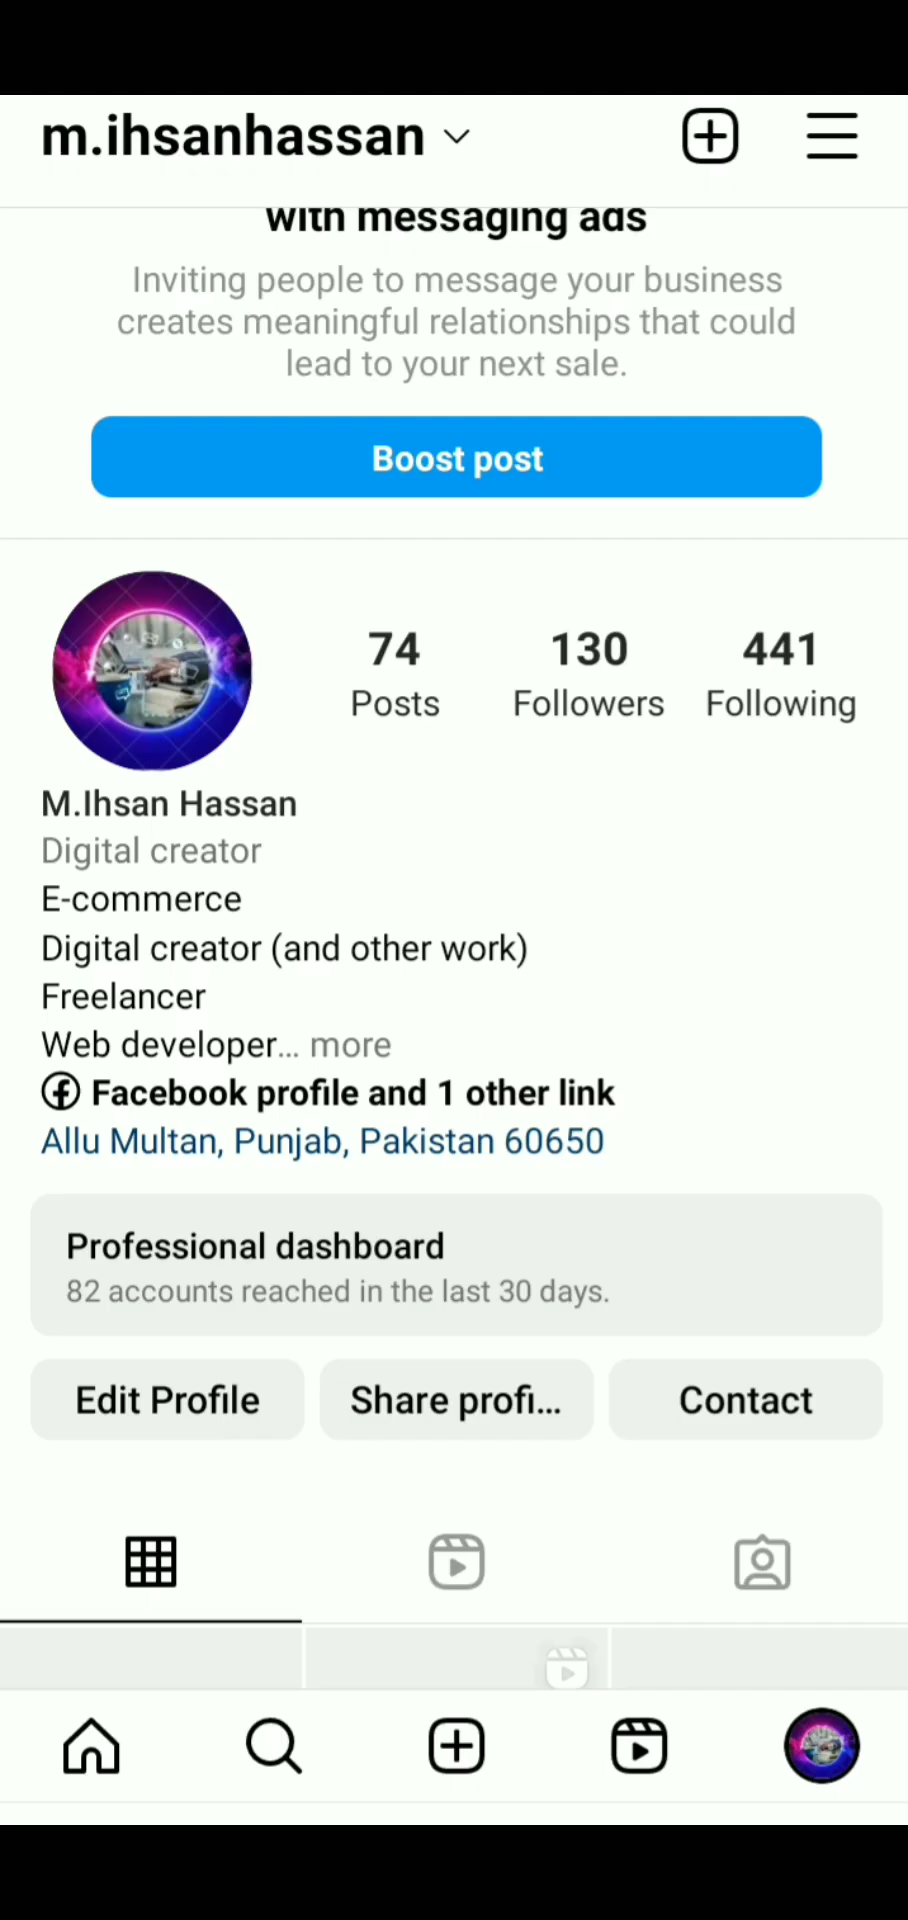 m.ihsanhassan
with messaging ads
Inviting people to message your business
creates meaningful relationships that could
lead to your next sale.
Boost post
74 130 441
Posts Followers Following
M.Ihsan Hassan
Digital creator
E-commerce
Digital creator (and other work)
Freelancer
Web developer... more
Facebook profile and 1 other link
Allu Multan, Punjab, Pakistan 60650
Professional dashboard
82 accounts reached in the last 30 days.
Edit Profile Share profi... Contact